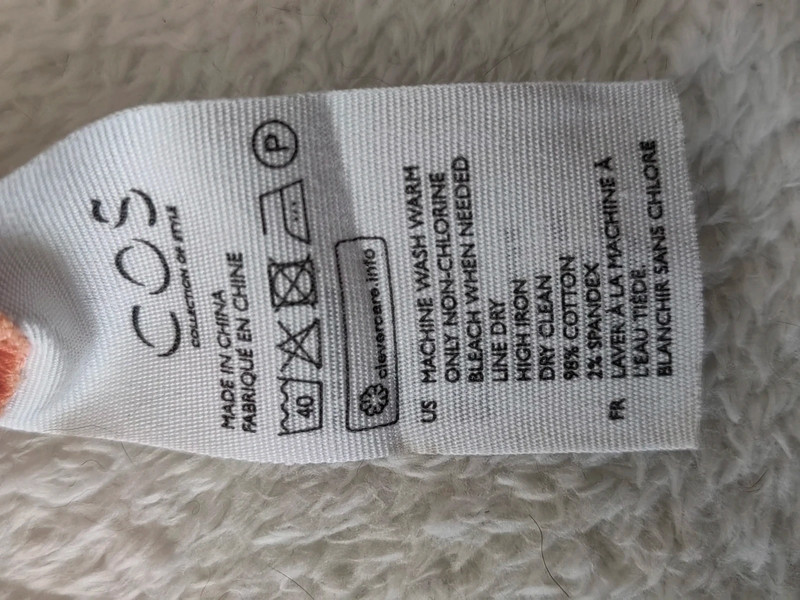 COS
COLLECTION OF STYLE
MADE IN CHINA
FABRIQUÉ EN CHINE
40 P
clevercare.info
US MACHINE WASH WARM
ONLY NON-CHLORINE
BLEACH WHEN NEEDED
LINE DRY
HIGH IRON
DRY CLEAN
98% COTTON
2% SPANDEX
FR LAVER À LA MACHINE À
L'EAU TIÈDE,
BLANCHIR SANS CHLORE